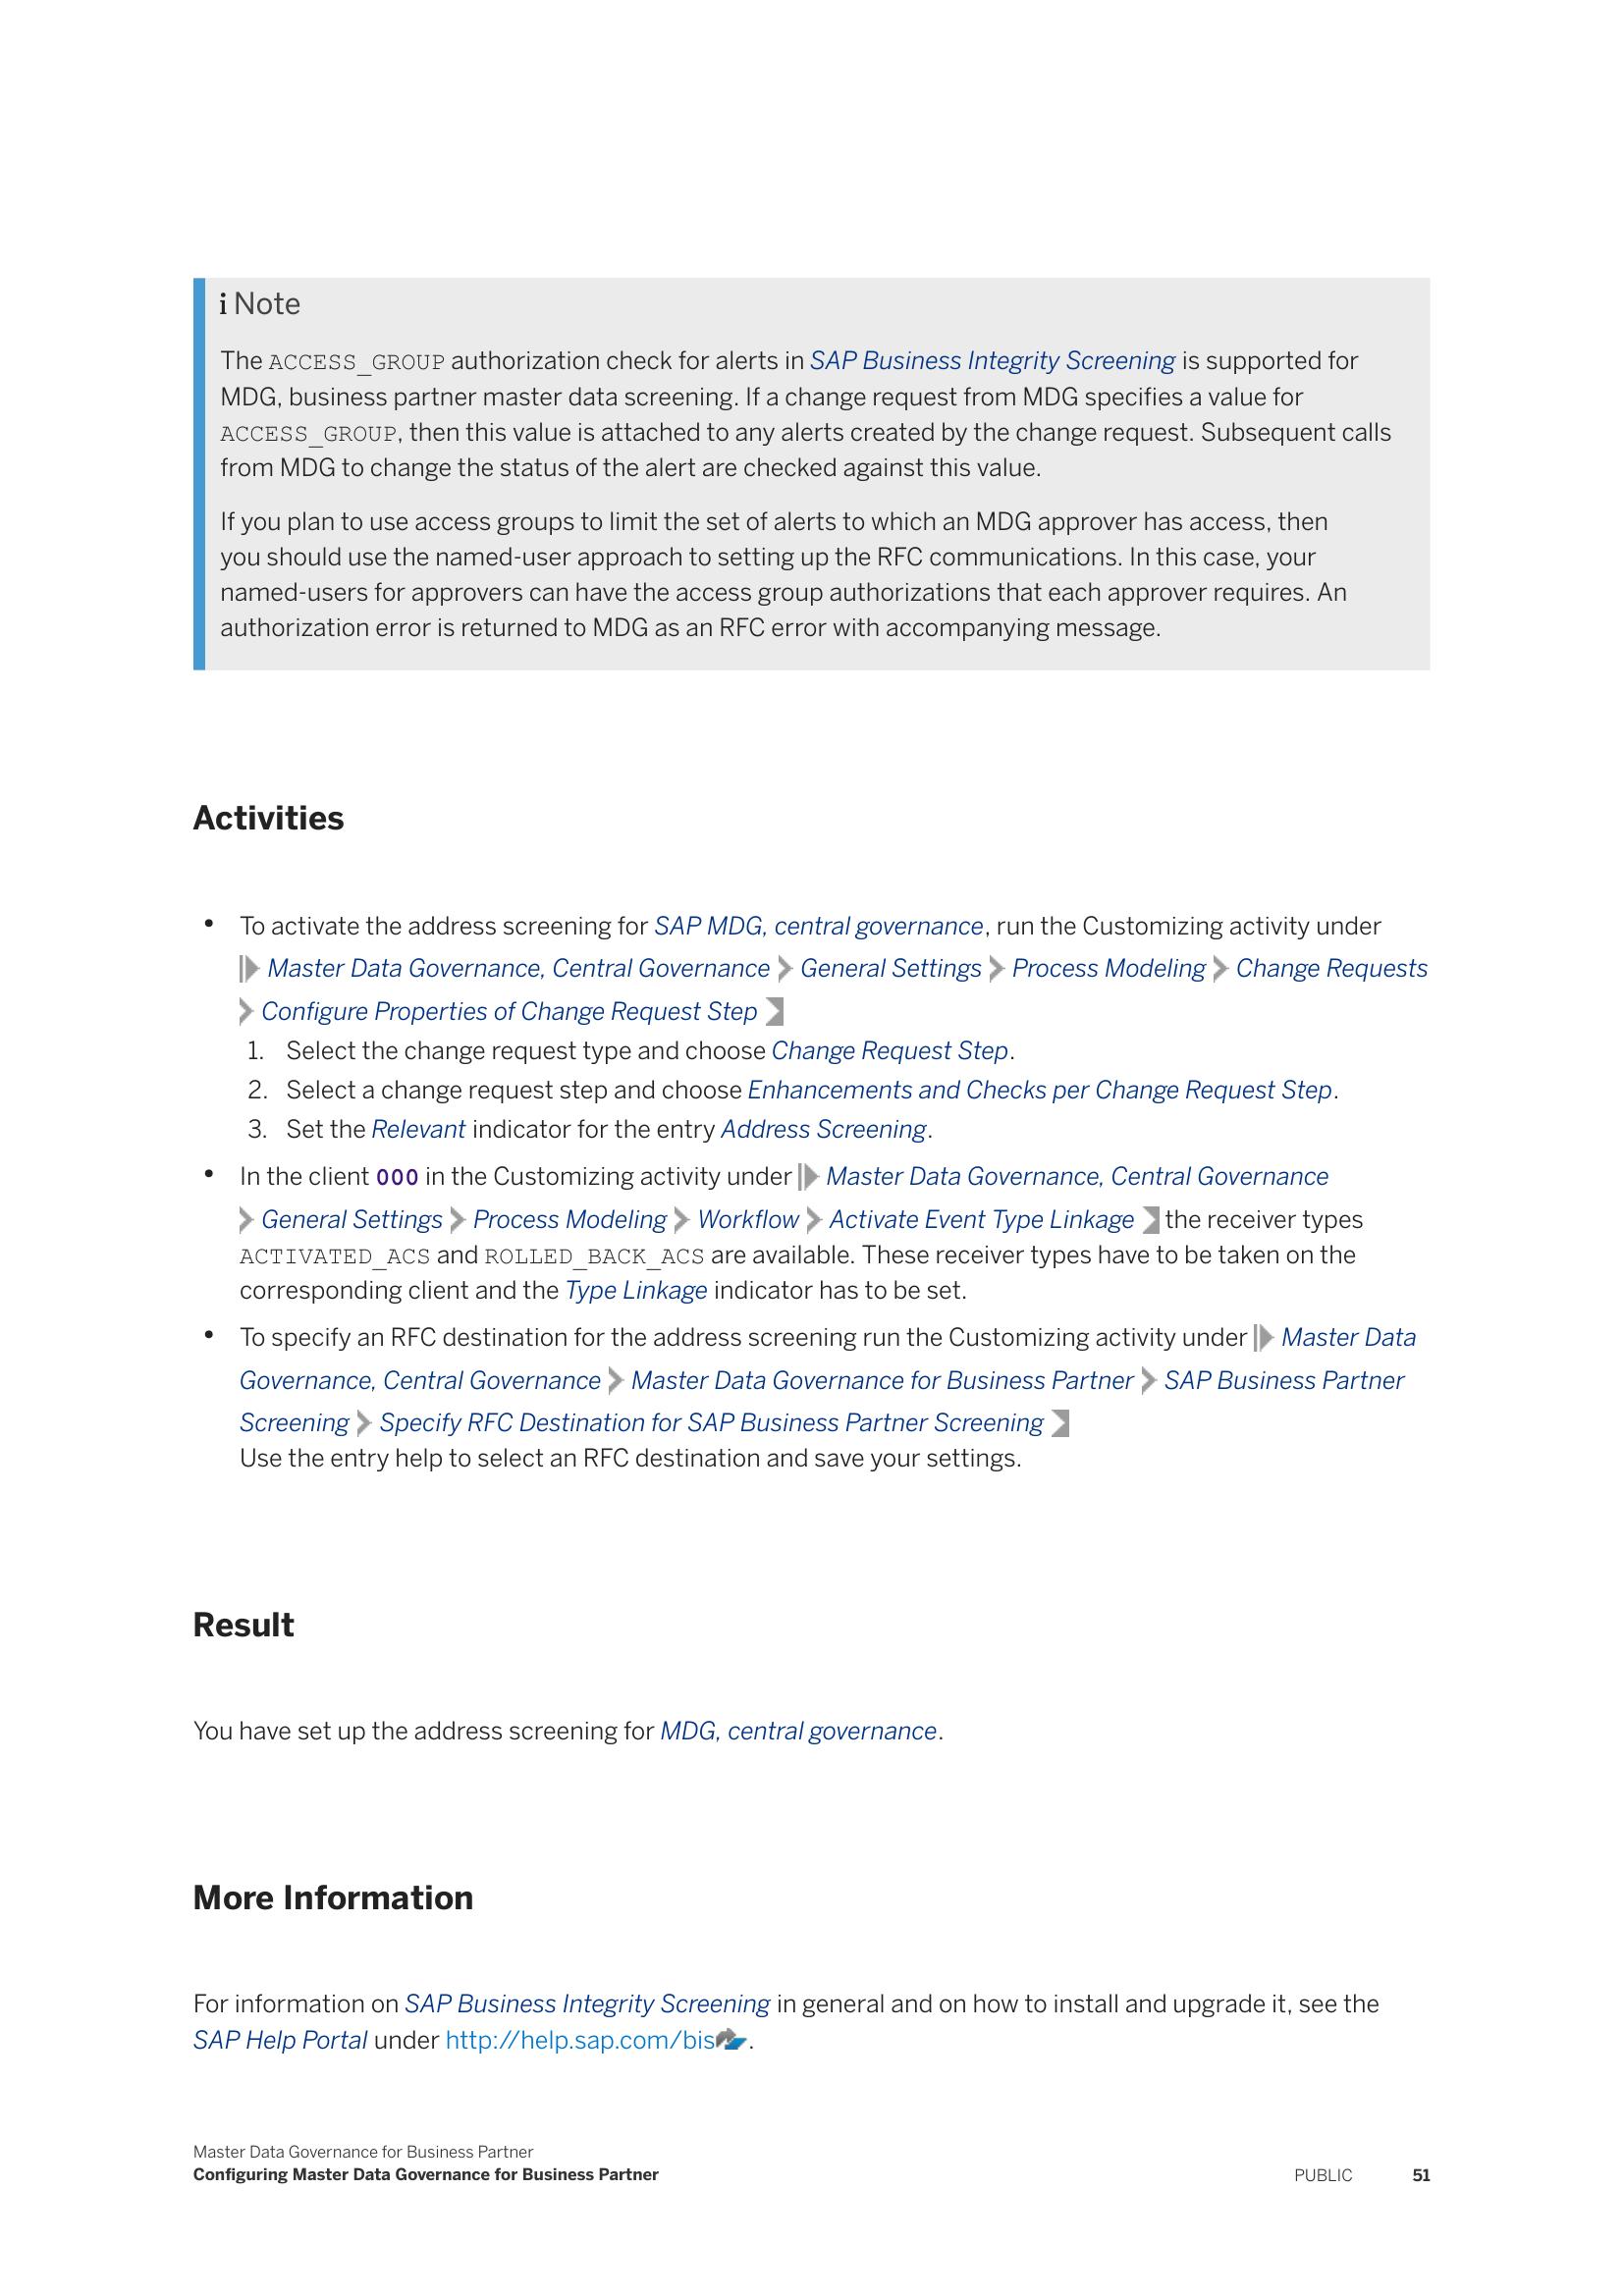 i Note
The ACCESS_GROUP authorization check for alerts in SAP Business Integrity Screening is supported for
MDG, business partner master data screening. If a change request from MDG specifies a value for
ACCESS_GROUP, then this value is attached to any alerts created by the change request. Subsequent calls
from MDG to change the status of the alert are checked against this value.
If you plan to use access groups to limit the set of alerts to which an MDG approver has access, then
you should use the named-user approach to setting up the RFC communications. In this case, your
named-users for approvers can have the access group authorizations that each approver requires. An
authorization error is returned to MDG as an RFC error with accompanying message.
Activities
• To activate the address screening for SAP MDG, central governance, run the Customizing activity under
Master Data Governance, Central Governance > General Settings > Process Modeling > Change Requests
> Configure Properties of Change Request Step
1. Select the change request type and choose Change Request Step.
2. Select a change request step and choose Enhancements and Checks per Change Request Step.
3. Set the Relevant indicator for the entry Address Screening.
• In the client 000 in the Customizing activity under Master Data Governance, Central Governance
> General Settings > Process Modeling > Workflow > Activate Event Type Linkage the receiver types
ACTIVATED_ACS and ROLLED_BACK_ACS are available. These receiver types have to be taken on the
corresponding client and the Type Linkage indicator has to be set.
• To specify an RFC destination for the address screening run the Customizing activity under Master Data
Governance, Central Governance > Master Data Governance for Business Partner > SAP Business Partner
Screening > Specify RFC Destination for SAP Business Partner Screening
Use the entry help to select an RFC destination and save your settings.
Result
You have set up the address screening for MDG, central governance.
More Information
For information on SAP Business Integrity Screening in general and on how to install and upgrade it, see the
SAP Help Portal under http://help.sap.com/bis.
Master Data Governance for Business Partner
Configuring Master Data Governance for Business Partner
PUBLIC 51